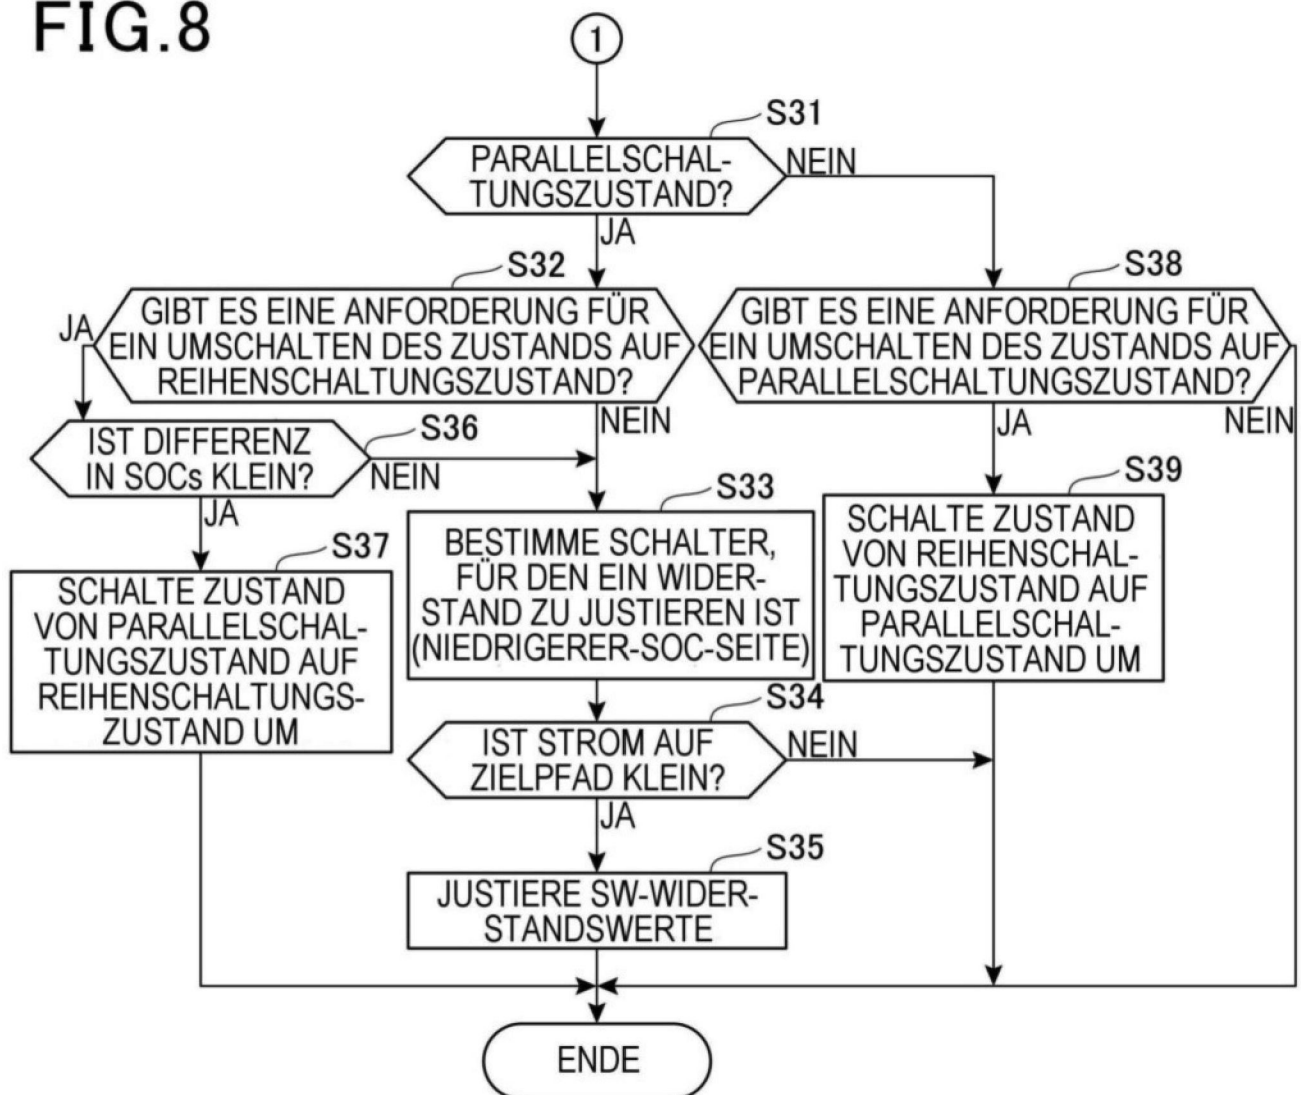 FIG.8
1
S31
PARALLELSCHAL-
TUNGSZUSTAND?
NEIN
JA
S32
GIBT ES EINE ANFORDERUNG FÜR
EIN UMSCHALTEN DES ZUSTANDS AUF
REIHENSCHALTUNGSZUSTAND?
JA
NEIN
S38
GIBT ES EINE ANFORDERUNG FÜR
EIN UMSCHALTEN DES ZUSTANDS AUF
PARALLELSCHALTUNGSZUSTAND?
JA
NEIN
S36
IST DIFFERENZ
IN SOCs KLEIN?
NEIN
JA
S37
SCHALTE ZUSTAND
VON PARALLELSCHAL-
TUNGSZUSTAND AUF
REIHENSCHALTUNGS-
ZUSTAND UM
S33
BESTIMME SCHALTER,
FÜR DEN EIN WIDER-
STAND ZU JUSTIEREN IST
(NIEDRIGERER-SOC-SEITE)
S39
SCHALTE ZUSTAND
VON REIHENSCHAL-
TUNGSZUSTAND AUF
PARALLELSCHAL-
TUNGSZUSTAND UM
S34
IST STROM AUF
ZIELPFAD KLEIN?
NEIN
JA
S35
JUSTIERE SW-WIDER-
STANDSWERTE
ENDE